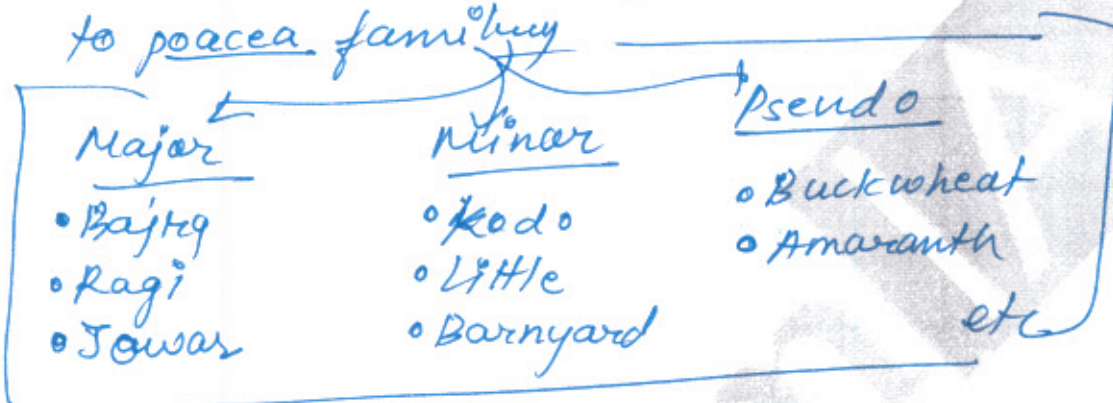 to poacea family
Major Minor Pseudo
• Bajra • Kodo • Buckwheat
• Ragi • Little • Amaranth
• Jowar • Barnyard etc